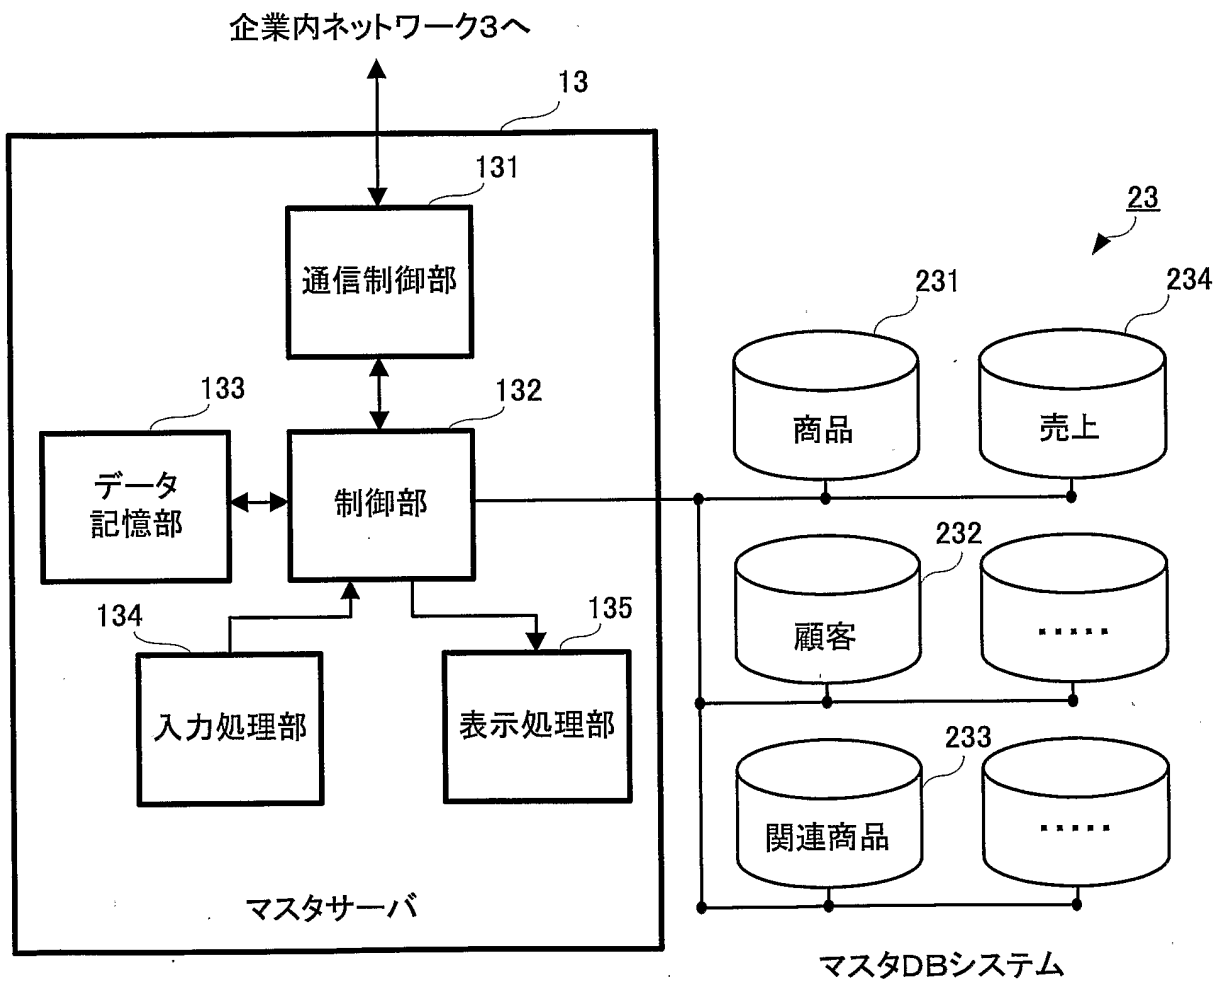 企業内ネットワーク3へ
13
131
通信制御部
23
231
234
商品
売上
133
132
データ
記憶部
制御部
232
顧客
.....
134
135
入力処理部
表示処理部
233
関連商品
.....
マスタサーバ
マスタDBシステム